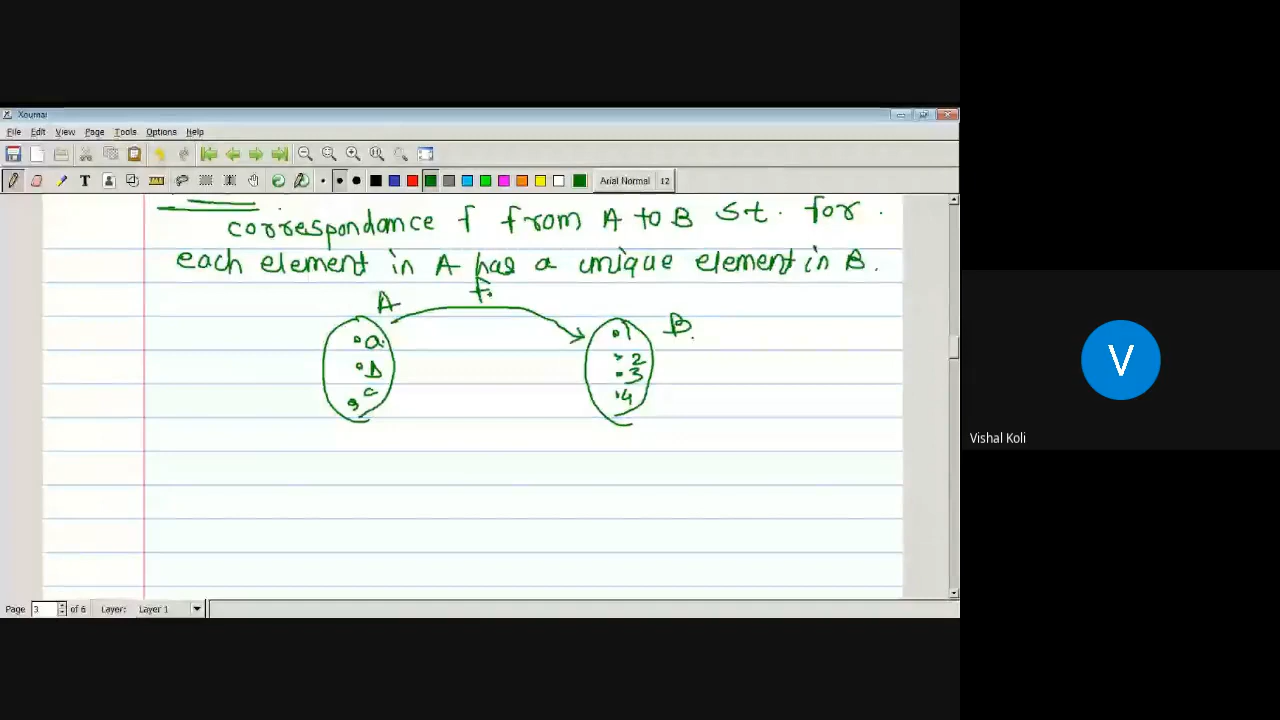 Xournal
File Edit View Page Tools Options Help
Arial Normal 12
correspondance f from A to B s.t. for
each element in A has a unique element in B.
A f B
a 1
b 2
3
c 4
Page 3 of 6 Layer: Layer 1
V
Vishal Koli